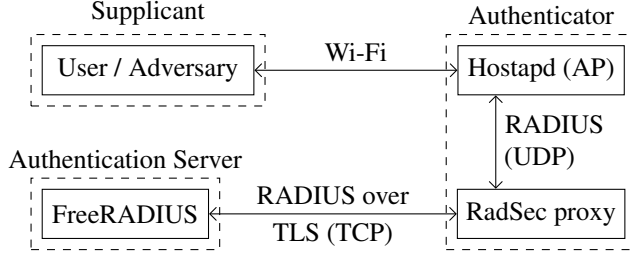 Supplicant
Authenticator
User / Adversary
Wi-Fi
Hostapd (AP)
RADIUS
(UDP)
Authentication Server
FreeRADIUS
RADIUS over
TLS (TCP)
RadSec proxy